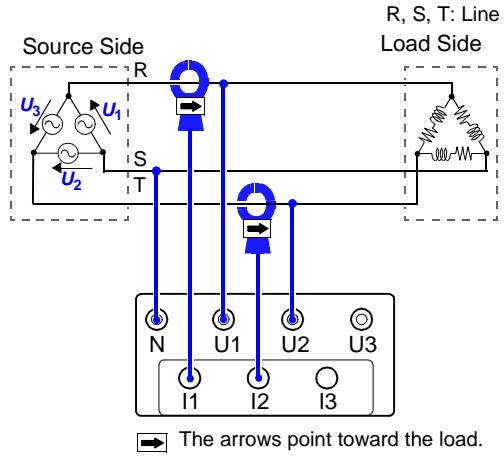 R, S, T: Line
Source Side
Load Side
R
U3
U1
S
U2
T
N
U1
U2
U3
I1
I2
I3
The arrows point toward the load.